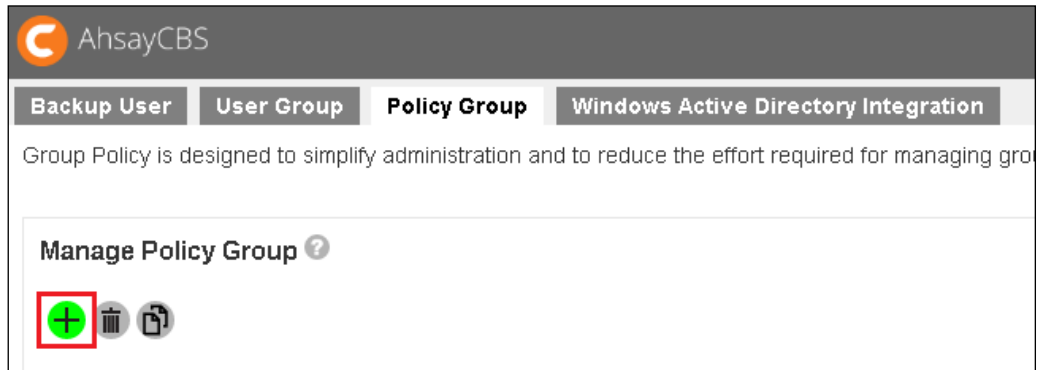 AhsayCBS
Backup User User Group Policy Group Windows Active Directory Integration
Group Policy is designed to simplify administration and to reduce the effort required for managing
Manage Policy Group ?